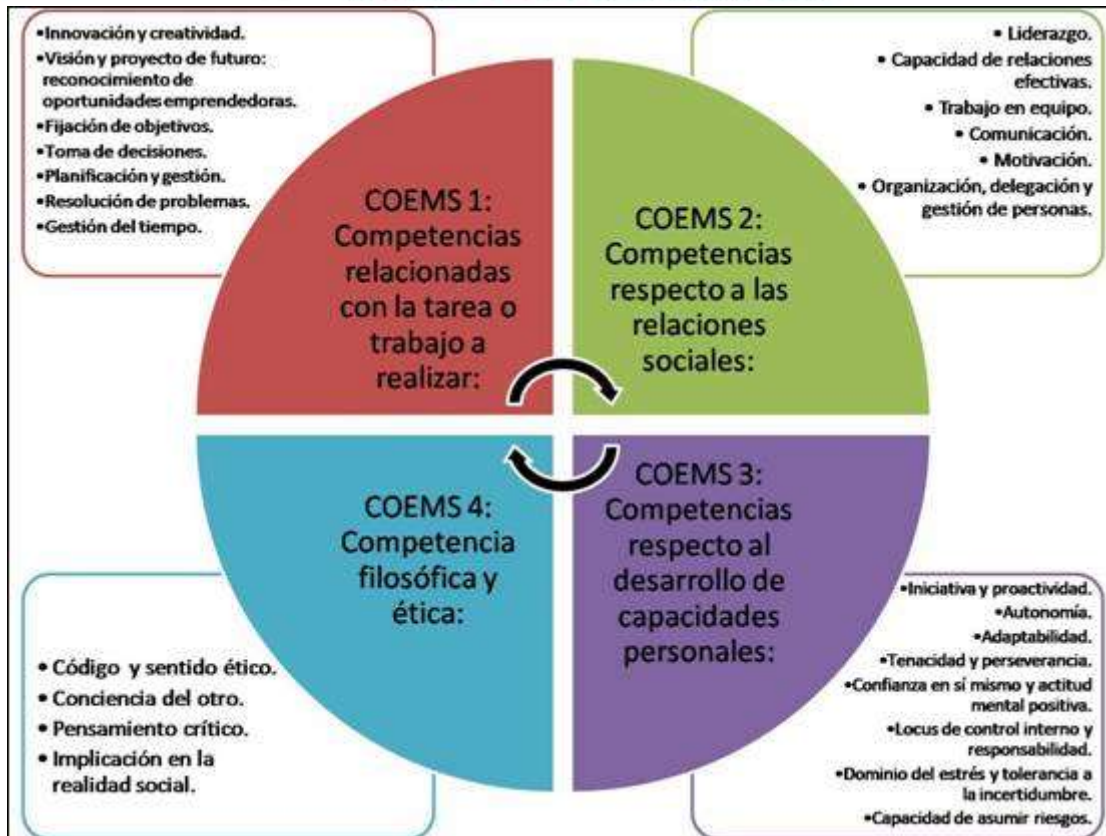 •Innovación y creatividad.
•Visión y proyecto de futuro:
reconocimiento de
oportunidades emprendedoras.
•Fijación de objetivos.
•Toma de decisiones.
•Planificación y gestión.
•Resolución de problemas.
•Gestión del tiempo.
• Liderazgo.
• Capacidad de relaciones
efectivas.
• Trabajo en equipo.
• Comunicación.
• Motivación.
• Organización, delegación y
gestión de personas.
COEMS 1:
Competencias
relacionadas
con la tarea o
trabajo a
realizar:
COEMS 2:
Competencias
respecto a las
relaciones
sociales:
COEMS 4:
Competencia
filosófica y
ética:
COEMS 3:
Competencias
respecto al
desarrollo de
capacidades
personales:
• Código y sentido ético.
• Conciencia del otro.
• Pensamiento crítico.
• Implicación en la
realidad social.
•Iniciativa y proactividad.
•Autonomía.
•Adaptabilidad.
•Tenacidad y perseverancia.
•Confianza en sí mismo y actitud
mental positiva.
•Locus de control interno y
responsabilidad.
•Dominio del estrés y tolerancia a
la incertidumbre.
•Capacidad de asumir riesgos.